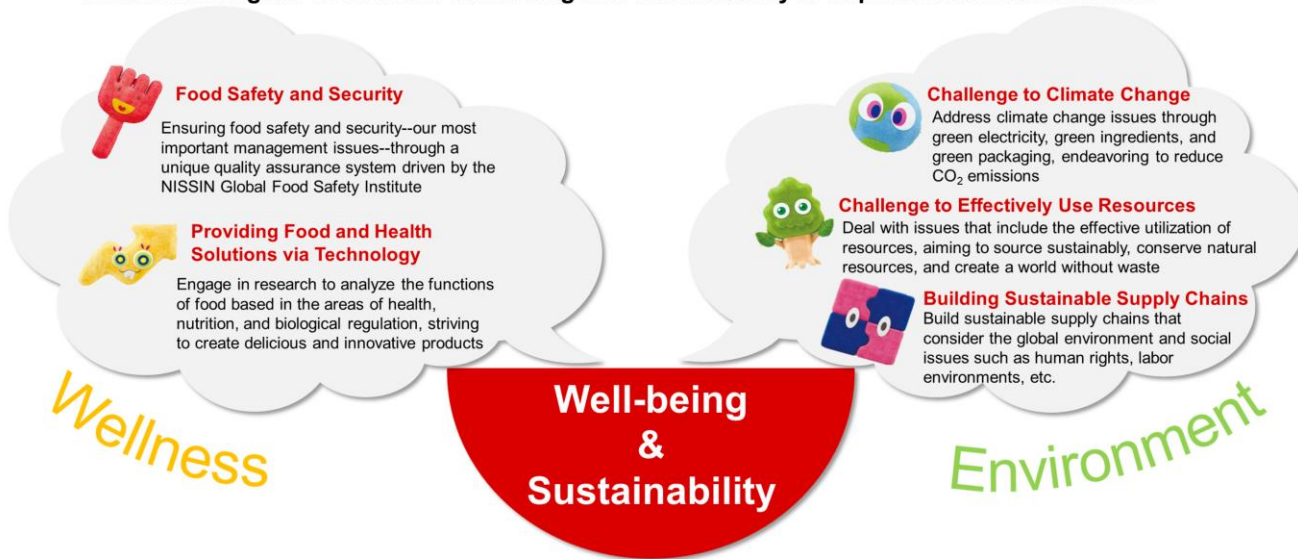 Food Safety and Security
Ensuring food safety and security--our most
important management issues--through a
unique quality assurance system driven by the
NISSIN Global Food Safety Institute
Providing Food and Health
Solutions via Technology
Engage in research to analyze the functions
of food based in the areas of health,
nutrition, and biological regulation, striving
to create delicious and innovative products
Wellness
Challenge to Climate Change
Address climate change issues through
green electricity, green ingredients, and
green packaging, endeavoring to reduce
CO₂ emissions
Challenge to Effectively Use Resources
Deal with issues that include the effective utilization of
resources, aiming to source sustainably, conserve natural
resources, and create a world without waste
Building Sustainable Supply Chains
Build sustainable supply chains that
consider the global environment and social
issues such as human rights, labor
environments, etc.
Environment
Well-being
&
Sustainability